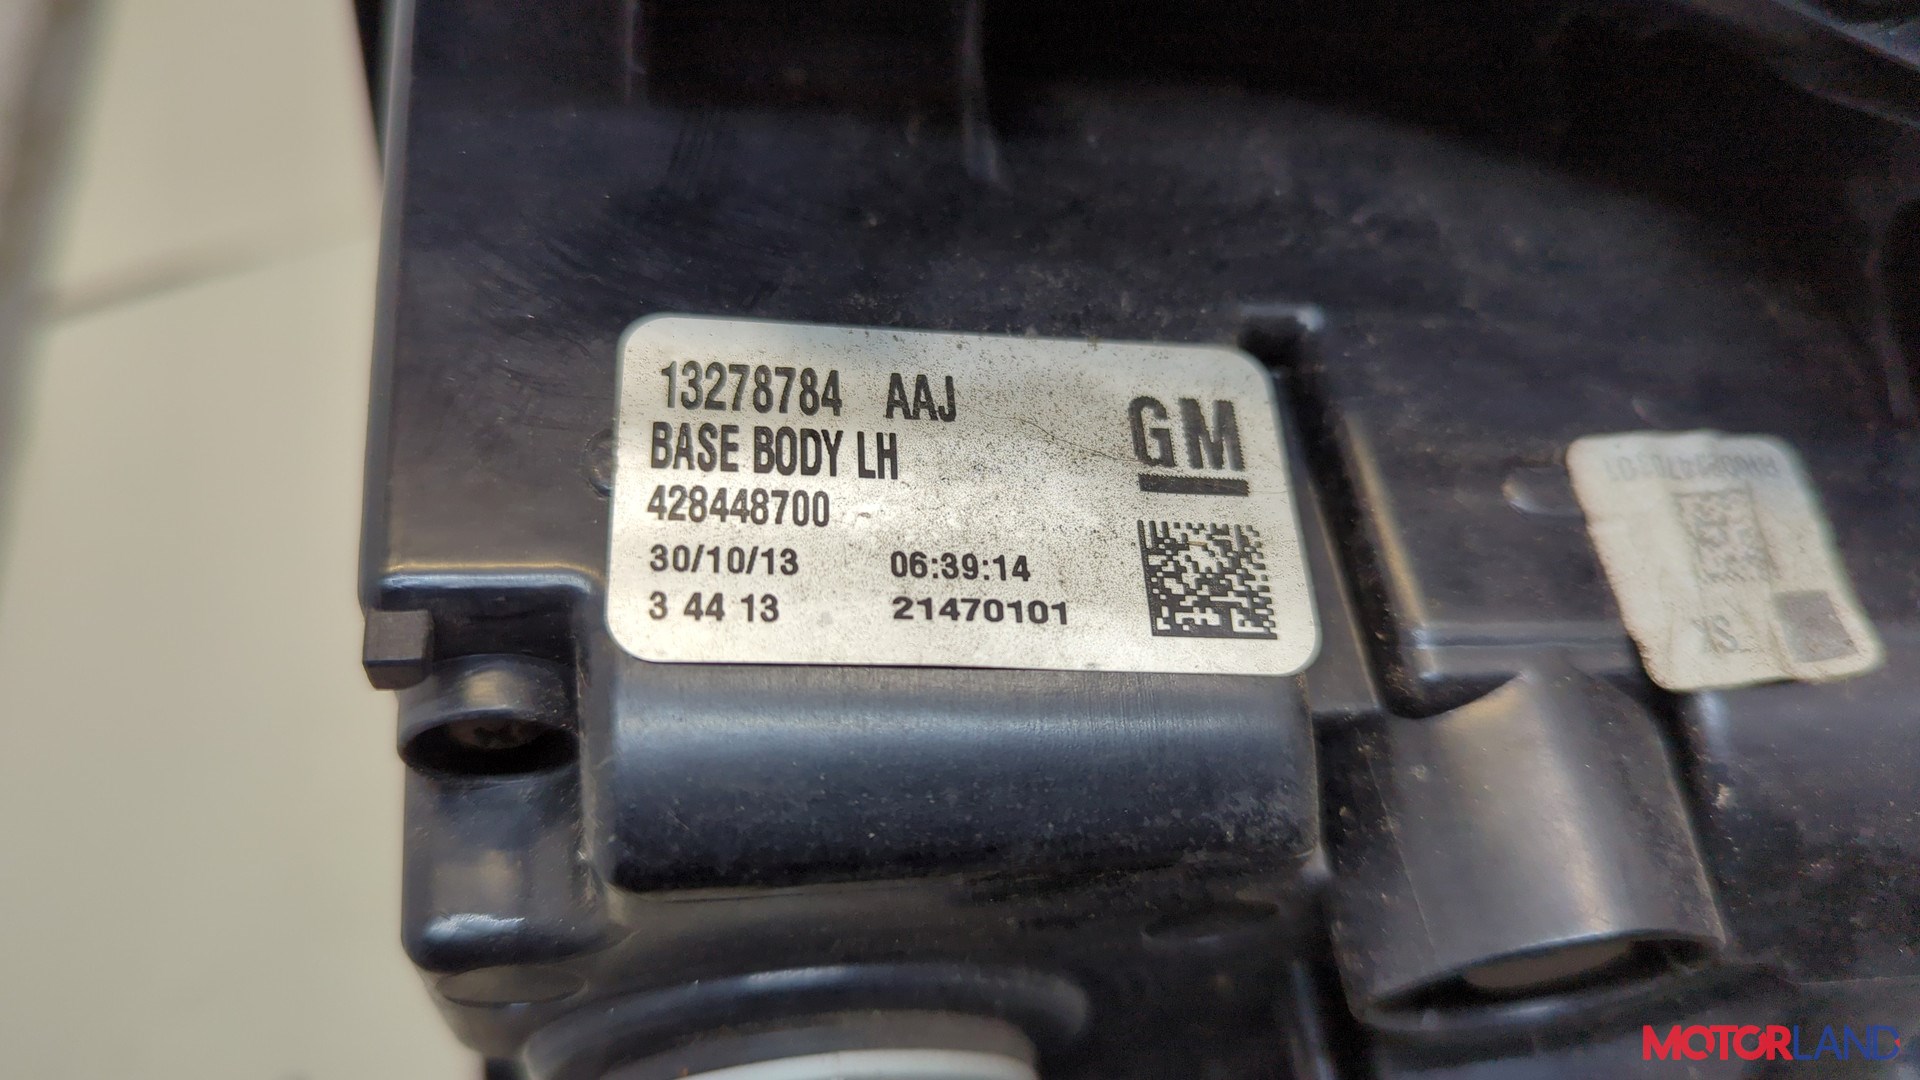 13278784 AAJ
GM
BASE BODY LH
428448700
30/10/13 06:39:14
3 44 13 21470101
MOTORLAND